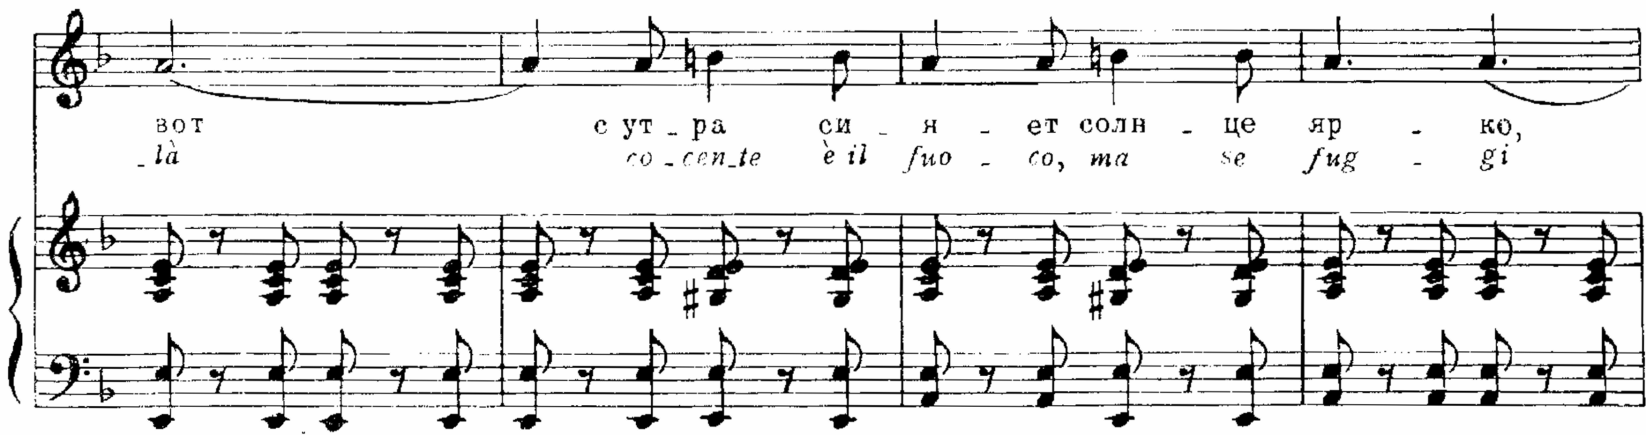 вот с ут - ра си - я - ет солн - це яр - ко,
- là co - cen - te è il fuo - co, ma se fug - gi